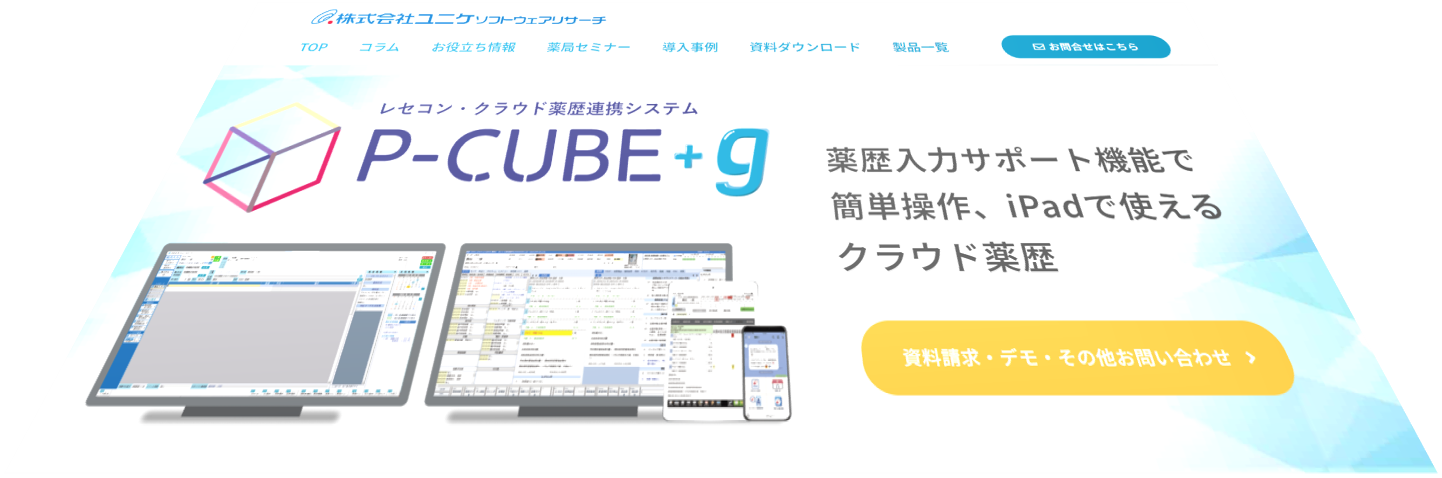 株式会社ユニケソフトウェアリサーチ
TOP コラム お役立ち情報 薬局セミナー 導入事例 資料ダウンロード 製品一覧 お問合せはこちら
レセコン・クラウド薬歴連携システム
P-CUBE+g
薬歴入力サポート機能で
簡単操作、iPadで使える
クラウド薬歴
資料請求・デモ・その他お問い合わせ